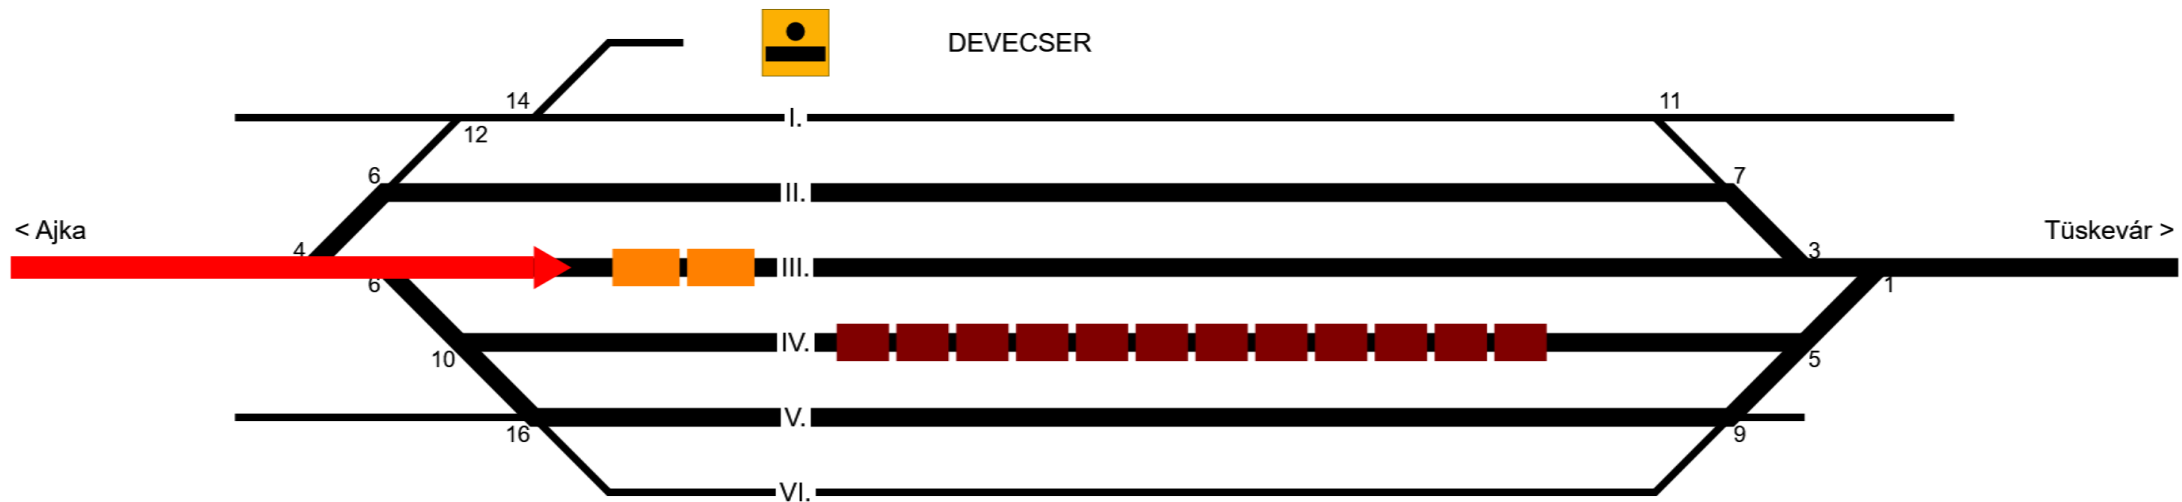 DEVECSER
14
I.
11
12
6
II.
7
< Ajka
Tüskevár >
4
III.
3
6
1
IV.
10
5
V.
16
9
VI.